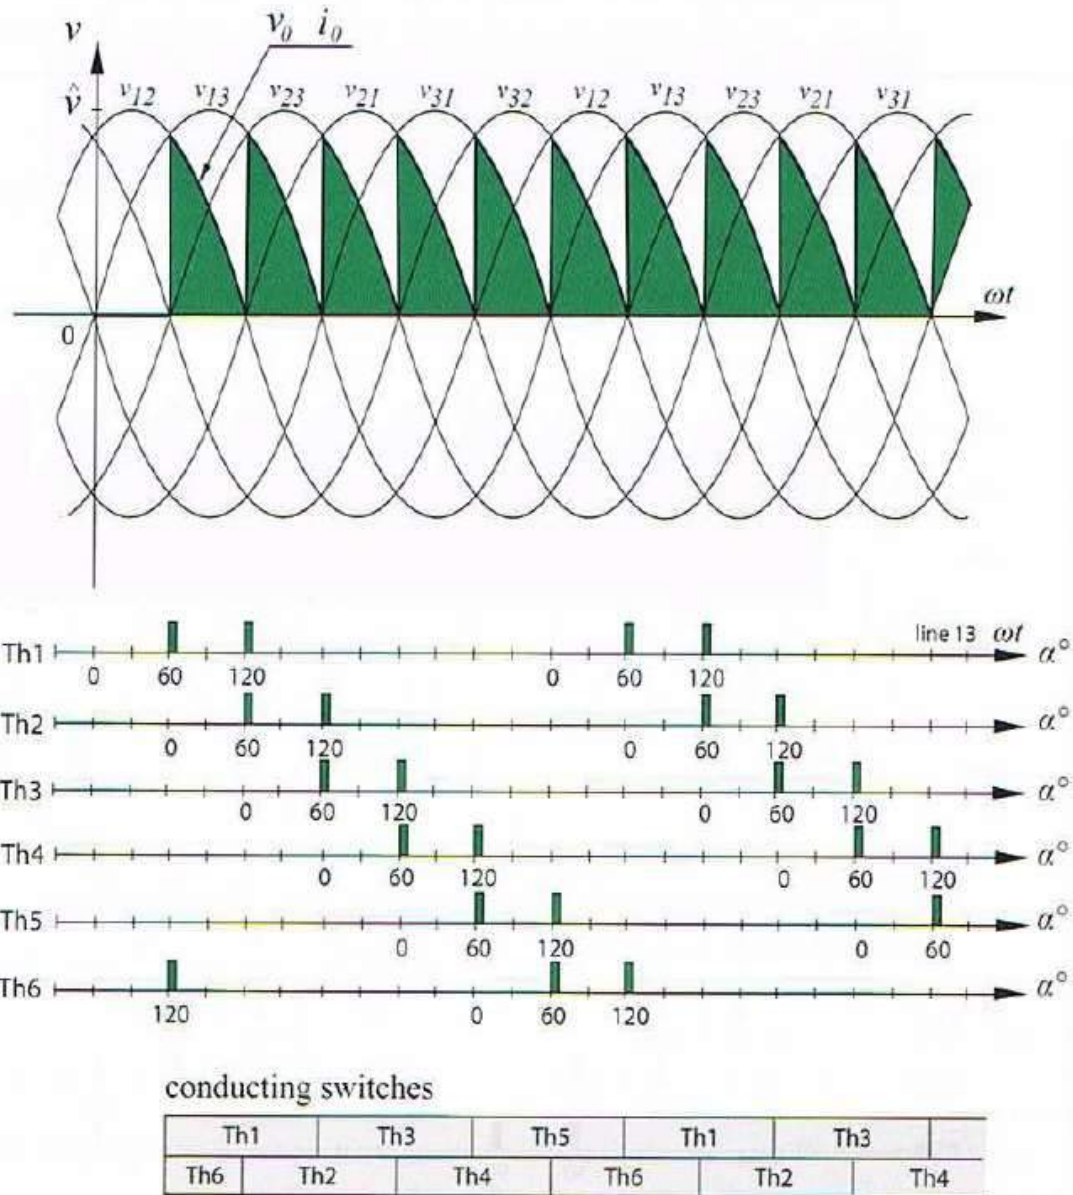 v
v₀ i₀
v̂
v₁₂ v₁₃ v₂₃ v₂₁ v₃₁ v₃₂ v₁₂ v₁₃ v₂₃ v₂₁ v₃₁
ωt
0
line 13 ωt
Th1 α°
0 60 120 0 60 120
Th2 α°
0 60 120 0 60 120
Th3 α°
0 60 120 0 60 120
Th4 α°
0 60 120 0 60 120
Th5 α°
0 60 120 0 60
Th6 α°
120 0 60 120
conducting switches
Th1 Th3 Th5 Th1 Th3
Th6 Th2 Th4 Th6 Th2 Th4